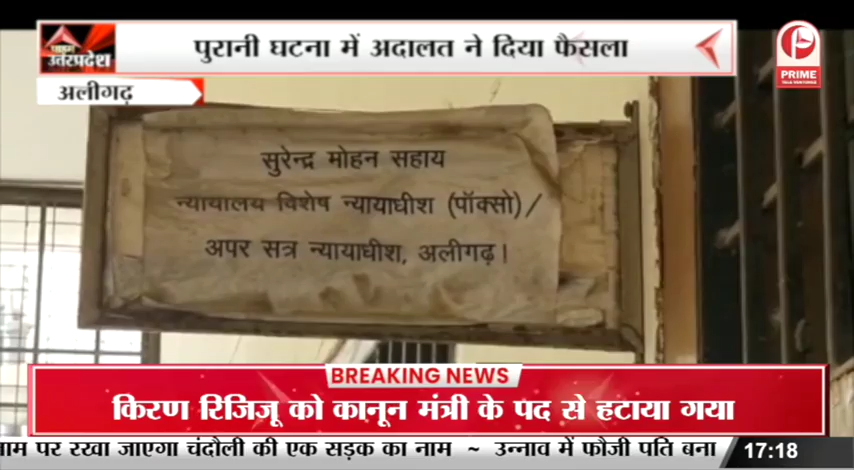 प्राइम
उत्तरप्रदेश
पुरानी घटना में अदालत ने दिया फैसला
PRIME
अलीगढ़
सुरेन्द्र मोहन सहाय
न्यायालय विशेष न्यायाधीश (पॉक्सो)/
अपर सत्र न्यायाधीश, अलीगढ़।
BREAKING NEWS
किरण रिजिजू को कानून मंत्री के पद से हटाया गया
पर रखा जाएगा चंदौली की एक सड़क का नाम ~ उन्नाव में फौजी पति बना
17:18